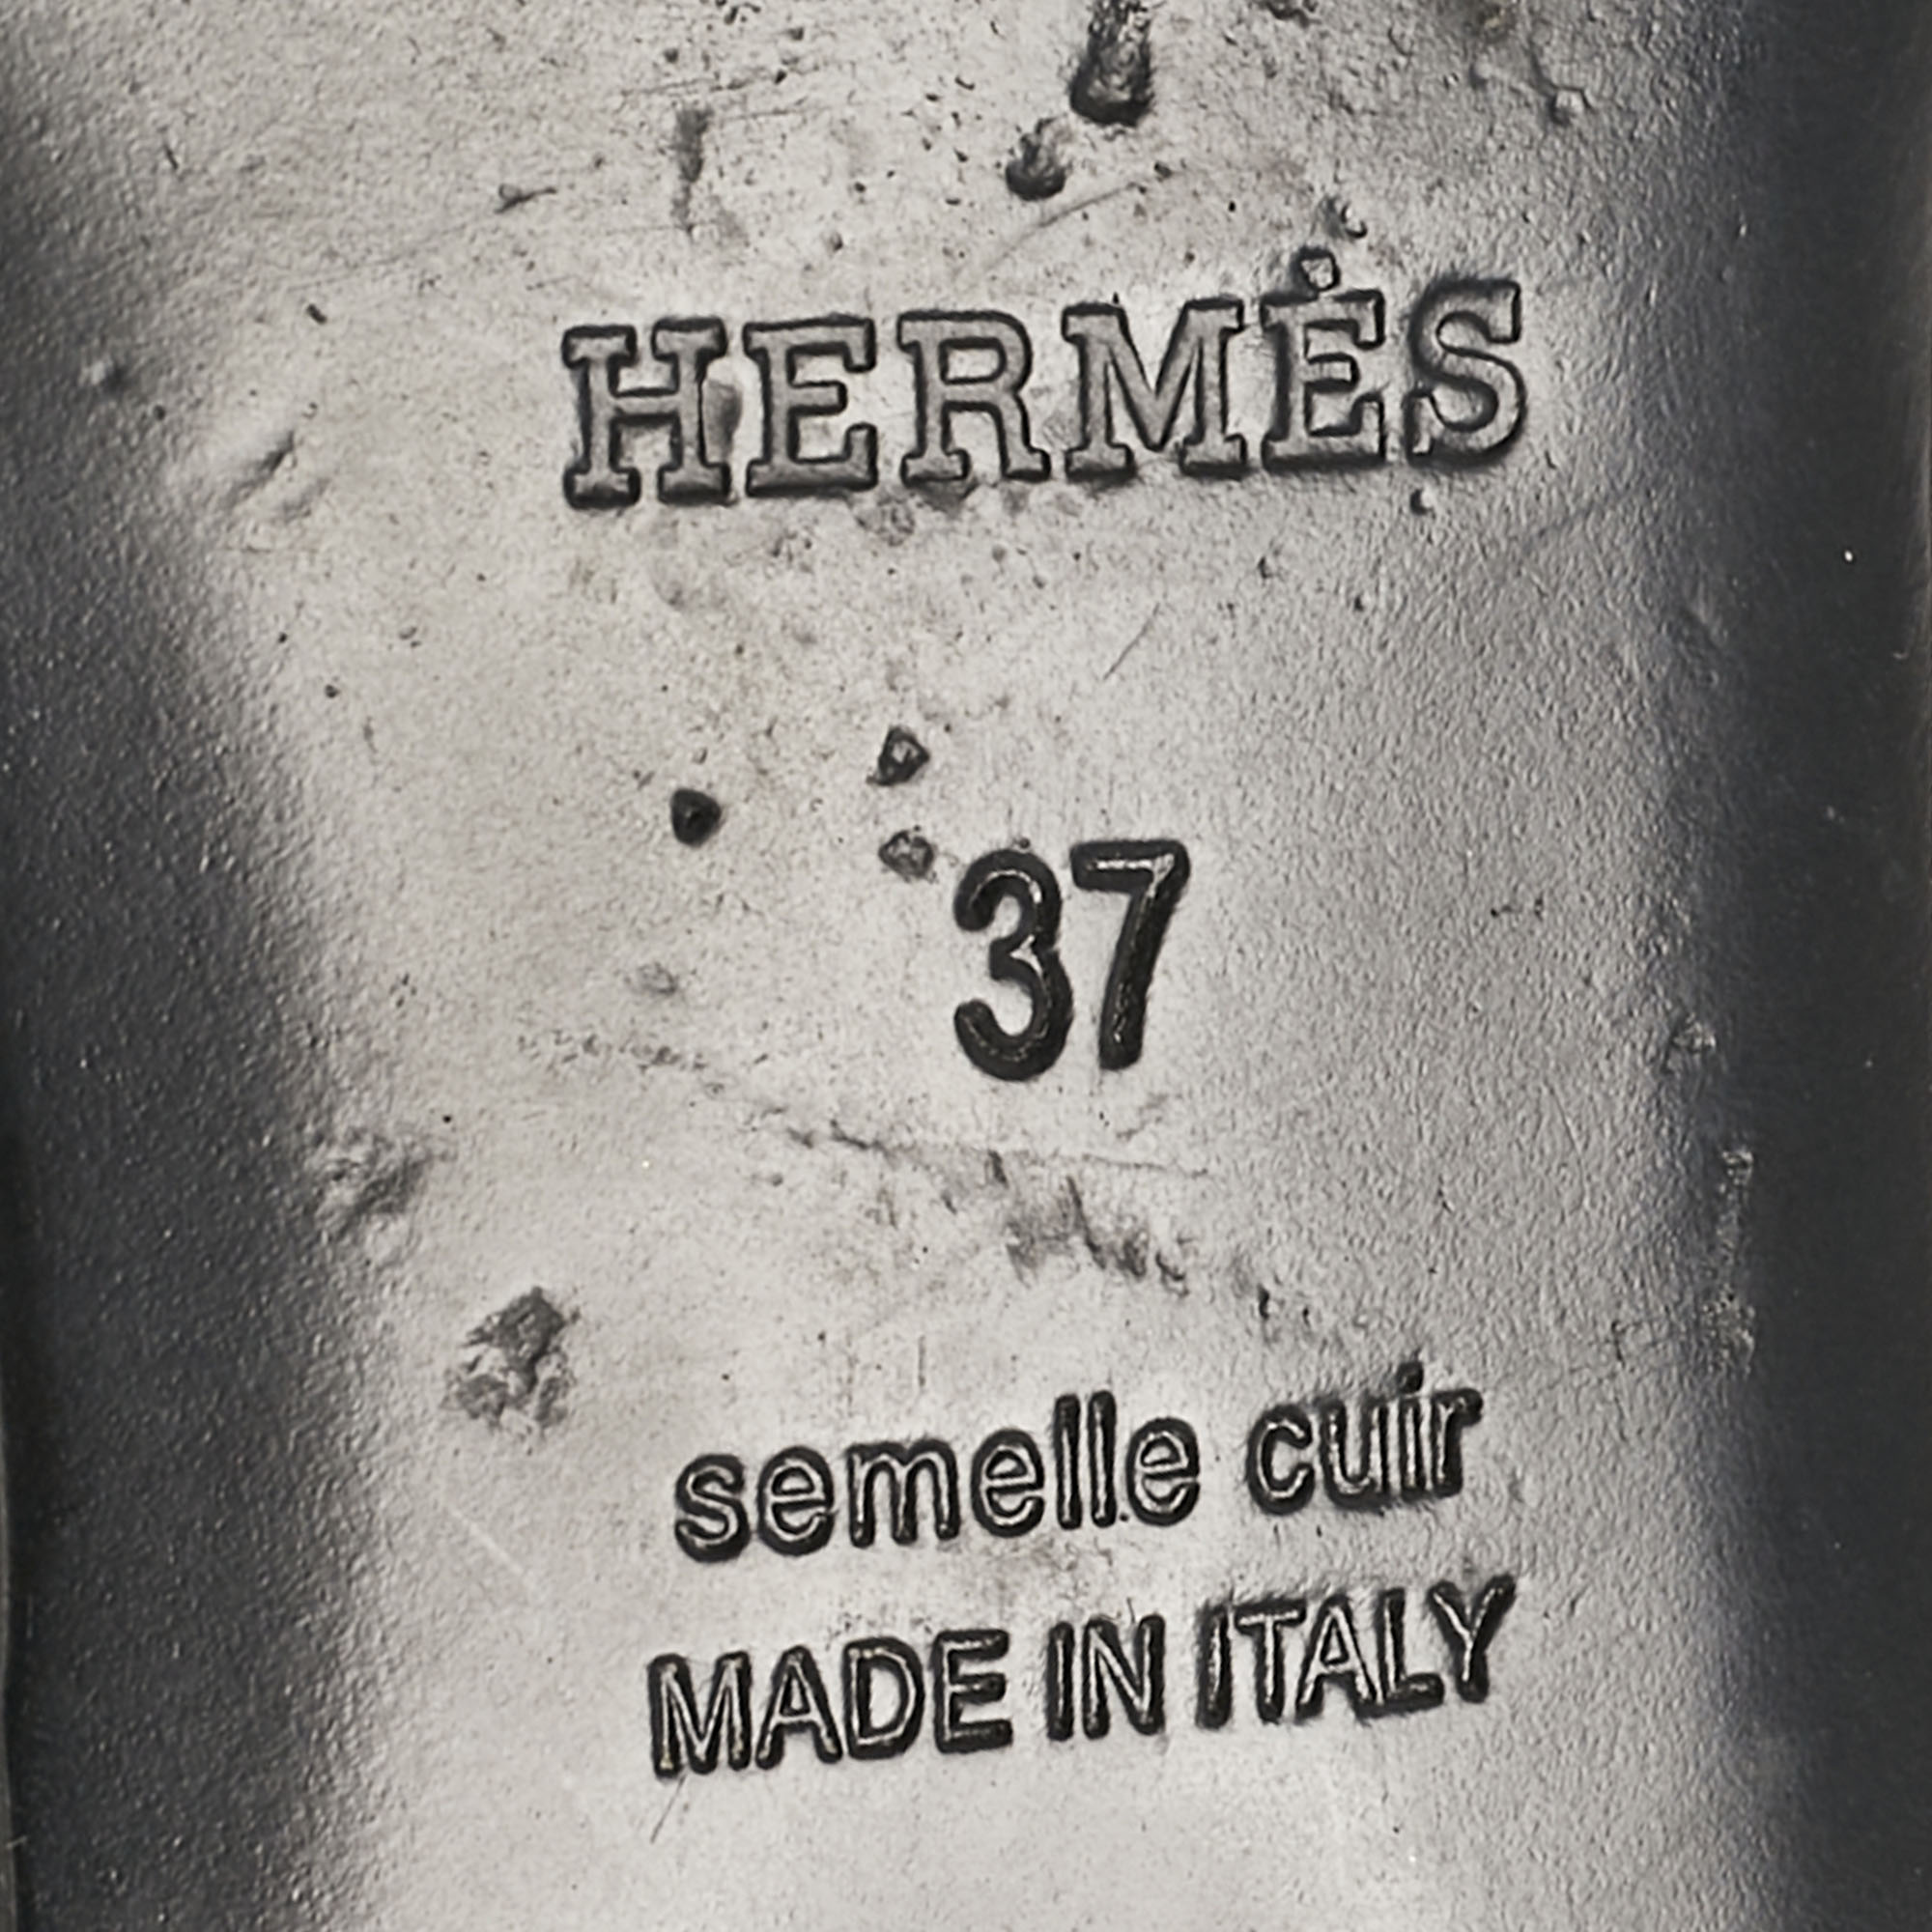 HERMÈS
37
semelle cuir
MADE IN ITALY